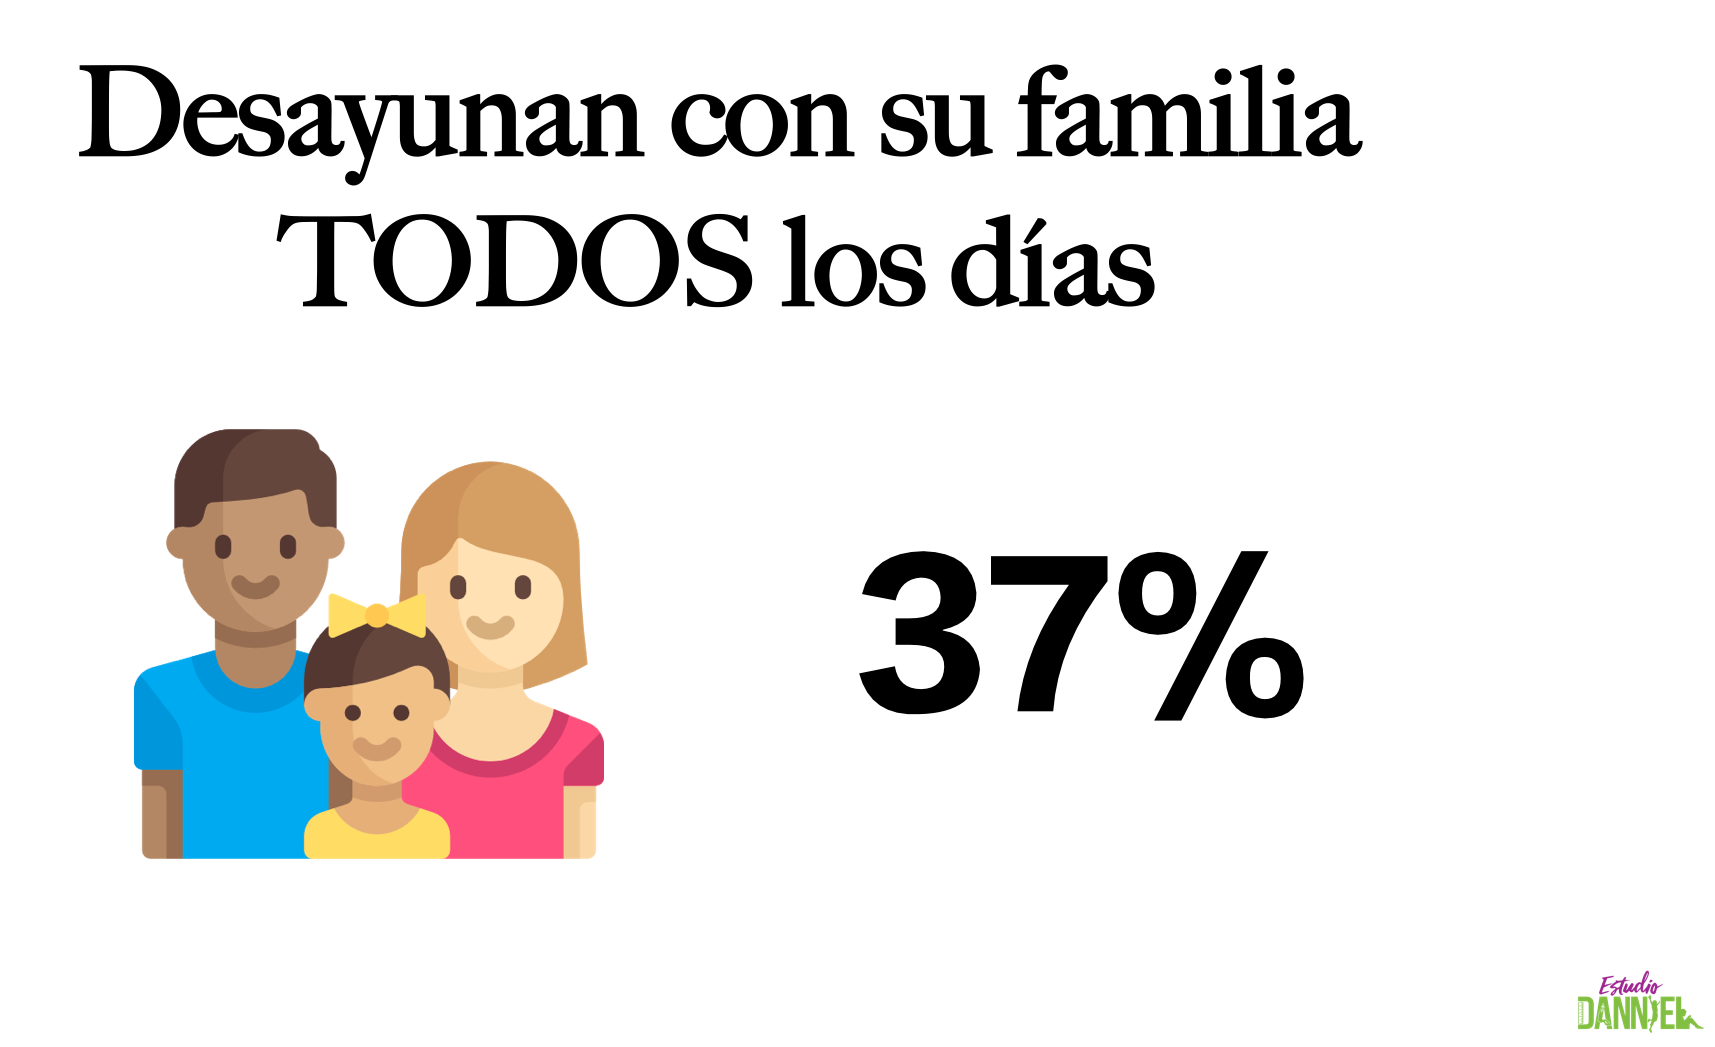 Desayunan con su familia
TODOS los días
37%
Estudio
DANNIEL